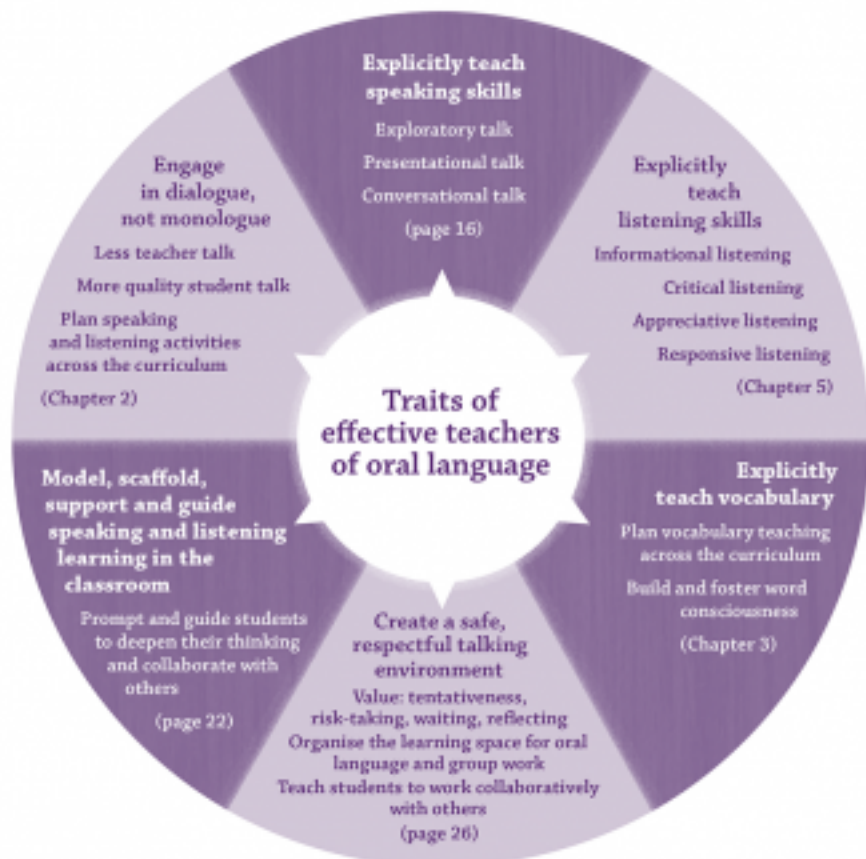 Traits of
effective teachers
of oral language
Explicitly teach
speaking skills
Exploratory talk
Presentational talk
Conversational talk
(page 16)
Explicitly
teach
listening skills
Informational listening
Critical listening
Appreciative listening
Responsive listening
(Chapter 5)
Explicitly
teach vocabulary
Plan vocabulary teaching
across the curriculum
Build and foster word
consciousness
(Chapter 3)
Create a safe,
respectful talking
environment
Value: tentativeness,
risk-taking, waiting, reflecting
Organise the learning space for oral
language and group work
Teach students to work collaboratively
with others
(page 26)
Model, scaffold,
support and guide
speaking and listening
learning in the
classroom
Prompt and guide students
to deepen their thinking
and collaborate with
others
(page 22)
Engage
in dialogue,
not monologue
Less teacher talk
More quality student talk
Plan speaking
and listening activities
across the curriculum
(Chapter 2)